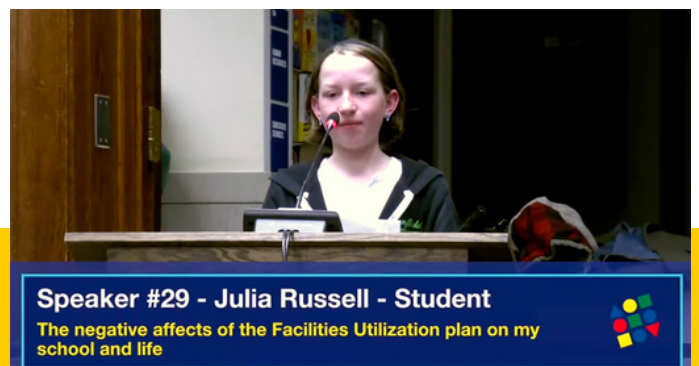 Speaker #29 - Julia Russell - Student
The negative affects of the Facilities Utilization plan on my
school and life